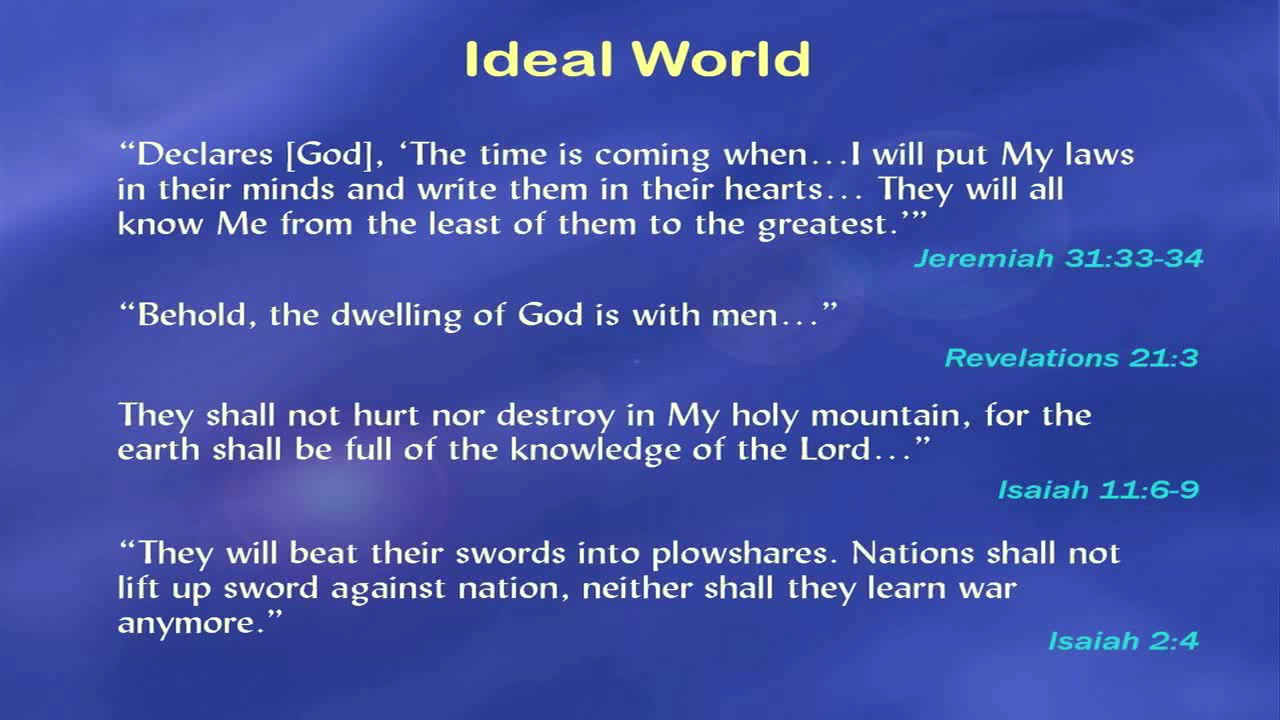 Ideal World
“Declares [God], ‘The time is coming when...I will put My laws
in their minds and write them in their hearts... They will all
know Me from the least of them to the greatest.’”
Jeremiah 31:33-34
“Behold, the dwelling of God is with men...”
Revelations 21:3
They shall not hurt nor destroy in My holy mountain, for the
earth shall be full of the knowledge of the Lord...”
Isaiah 11:6-9
“They will beat their swords into plowshares. Nations shall not
lift up sword against nation, neither shall they learn war
anymore.”
Isaiah 2:4